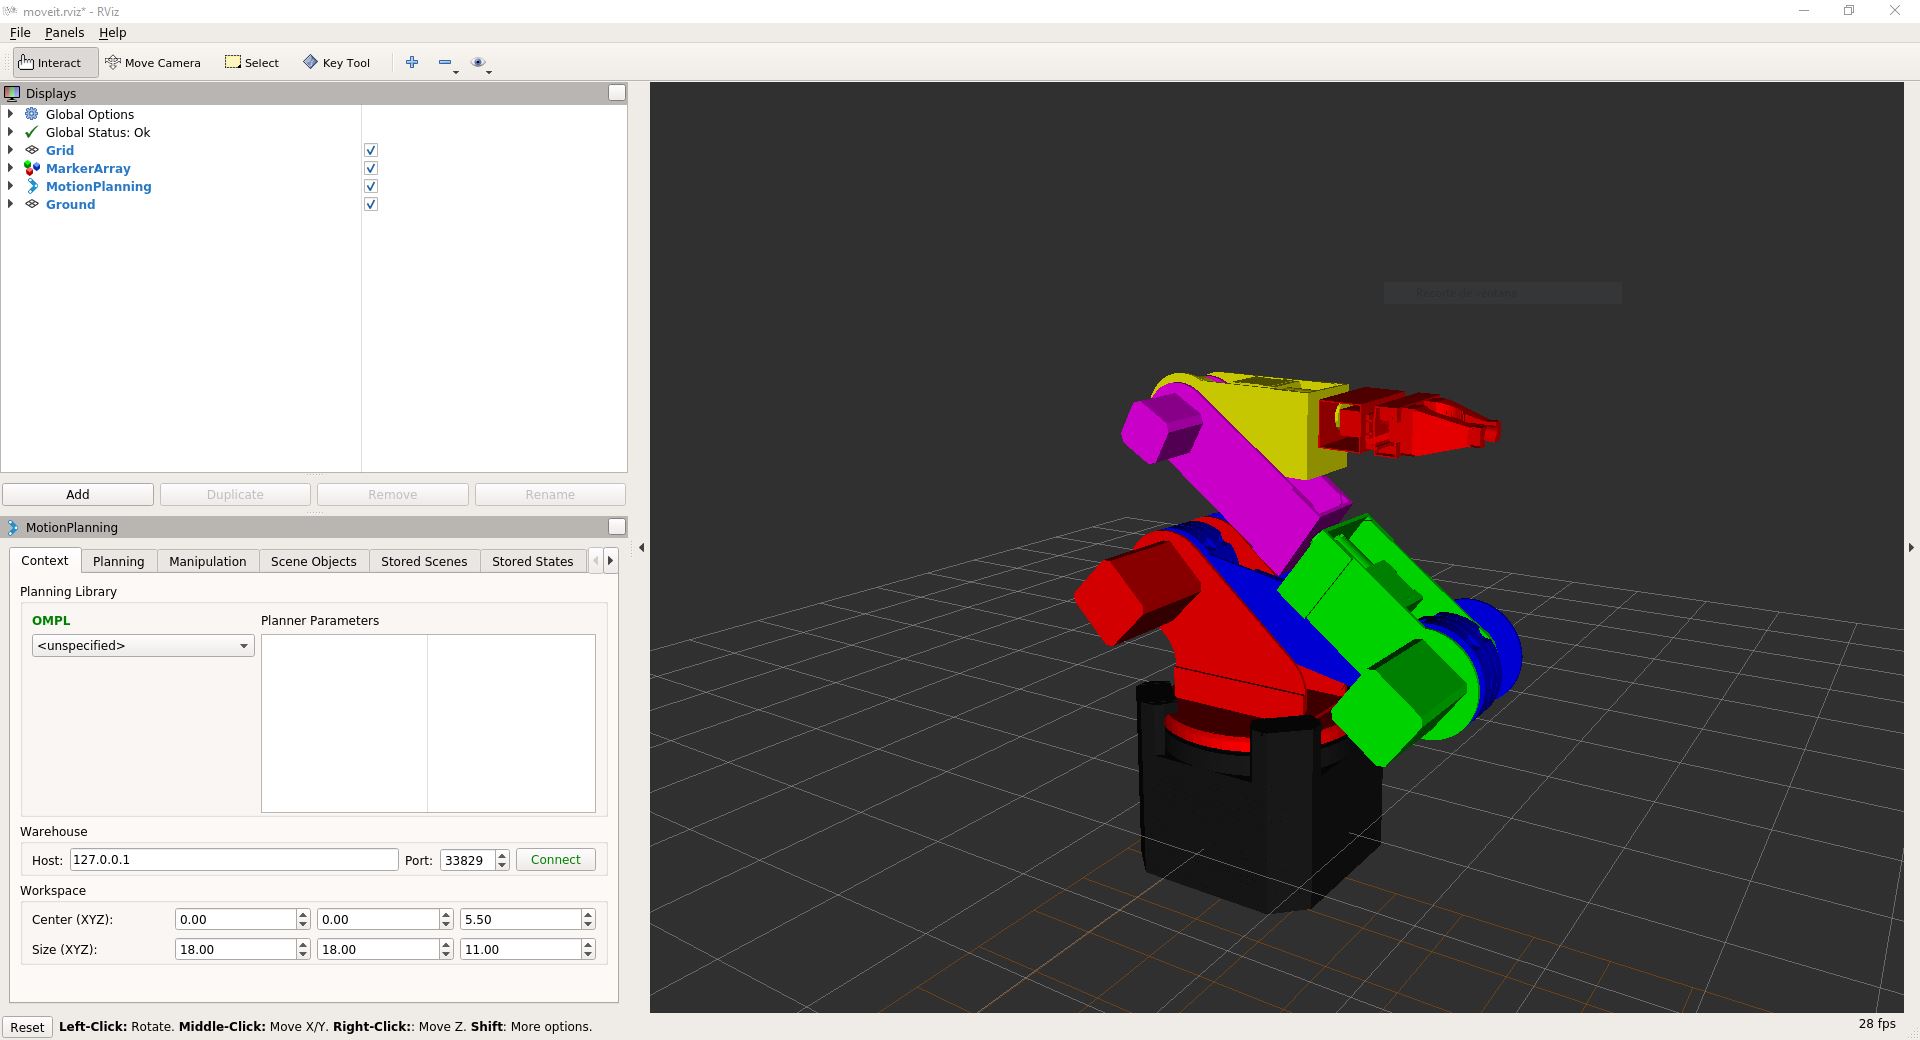 moveit.rviz* - RViz
File Panels Help
Interact Move Camera Select Key Tool
Displays
Global Options
Global Status: Ok
Grid
MarkerArray
MotionPlanning
Ground
Add Duplicate Remove Rename
MotionPlanning
Context Planning Manipulation Scene Objects Stored Scenes Stored States
Planning Library
OMPL Planner Parameters
<unspecified>
Warehouse
Host: 127.0.0.1 Port: 33829 Connect
Workspace
Center (XYZ): 0.00 0.00 5.50
Size (XYZ): 18.00 18.00 11.00
Recorte de ventana
Reset Left-Click: Rotate. Middle-Click: Move X/Y. Right-Click:: Move Z. Shift: More options. 28 fps